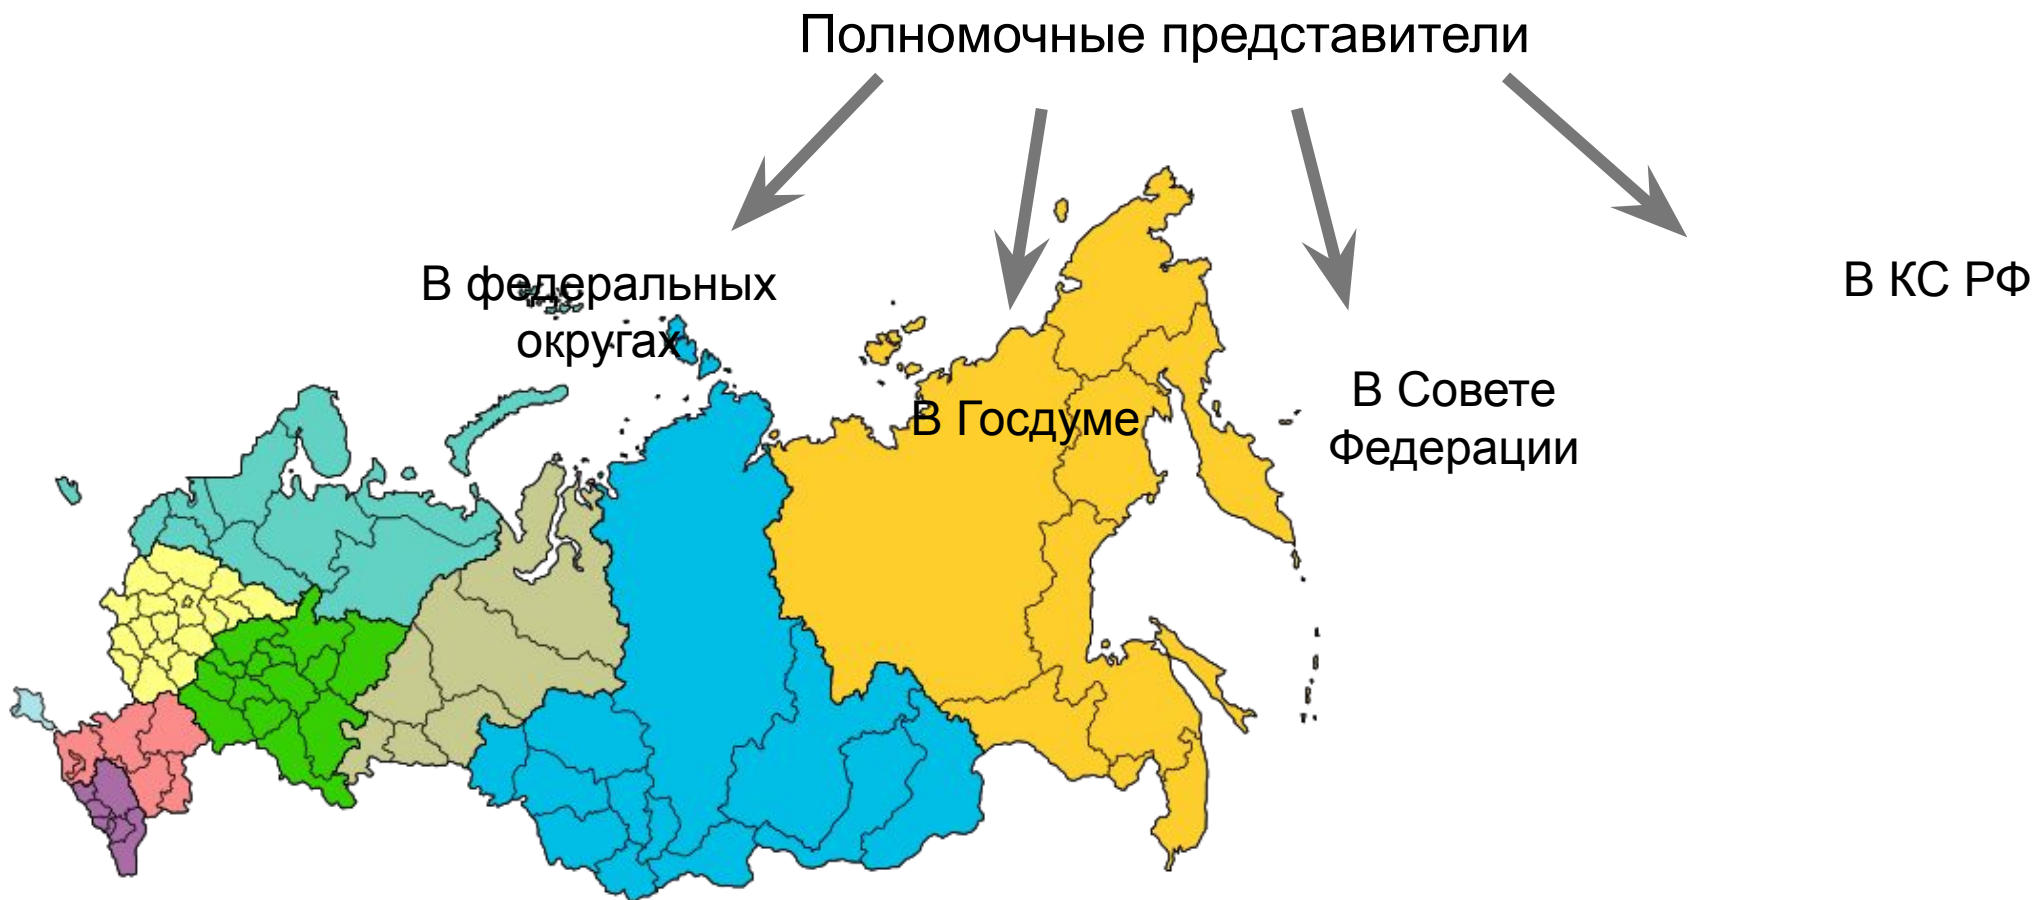 Полномочные представители
В федеральных
округах
В Госдуме
В Совете
Федерации
В КС РФ